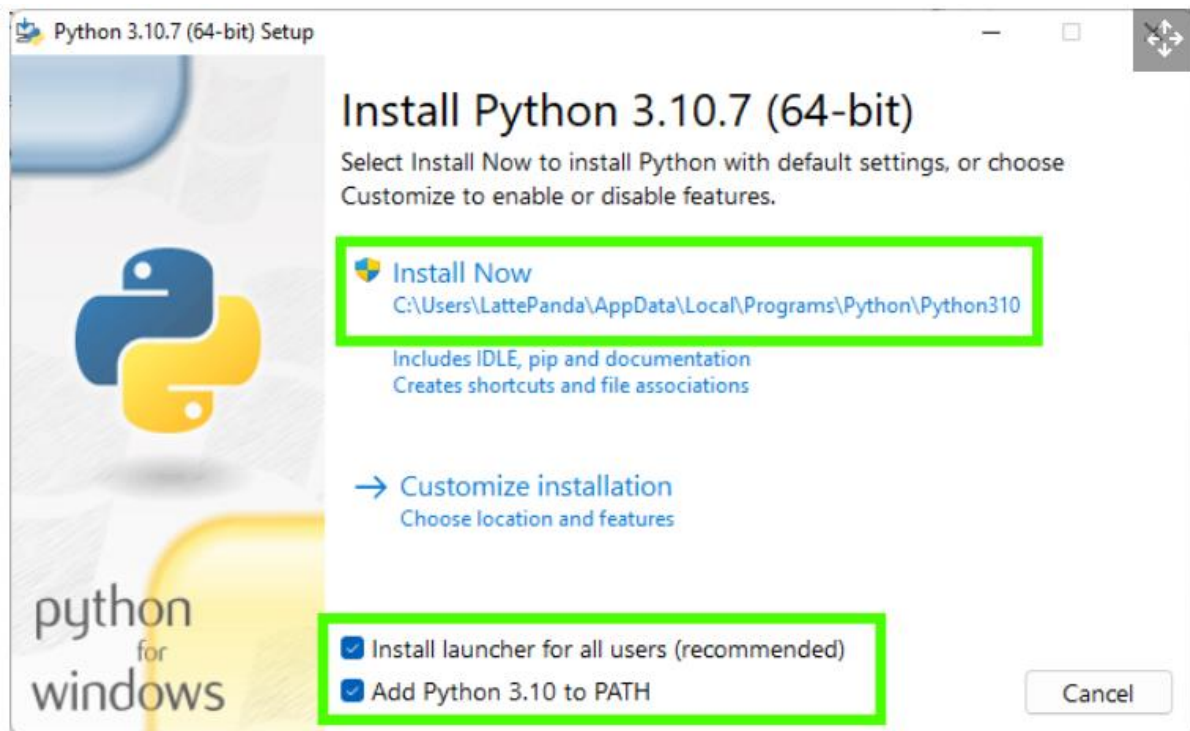 Python 3.10.7 (64-bit) Setup
Install Python 3.10.7 (64-bit)
Select Install Now to install Python with default settings, or choose
Customize to enable or disable features.
Install Now
C:\Users\LattePanda\AppData\Local\Programs\Python\Python310
Includes IDLE, pip and documentation
Creates shortcuts and file associations
Customize installation
Choose location and features
python
for
windows
Install launcher for all users (recommended)
Add Python 3.10 to PATH
Cancel